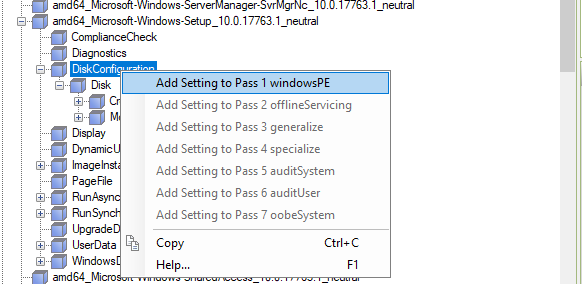 amd64_Microsoft-Windows-ServerManager-SvrMgrNc_10.0.17763.1_neutral
amd64_Microsoft-Windows-Setup_10.0.17763.1_neutral
ComplianceCheck
Diagnostics
DiskConfiguration
Disk
Add Setting to Pass 1 windowsPE
Cr
Add Setting to Pass 2 offlineServicing
Mo
Add Setting to Pass 3 generalize
Display
DynamicU
Add Setting to Pass 4 specialize
ImageInsta
Add Setting to Pass 5 auditSystem
PageFile
Add Setting to Pass 6 auditUser
RunAsync
RunSynch
Add Setting to Pass 7 oobeSystem
UpgradeD
UserData
Copy Ctrl+C
WindowsD
Help... F1
amd64_Microsoft-Windows-SharedAccess_10.0.17763.1_neutral